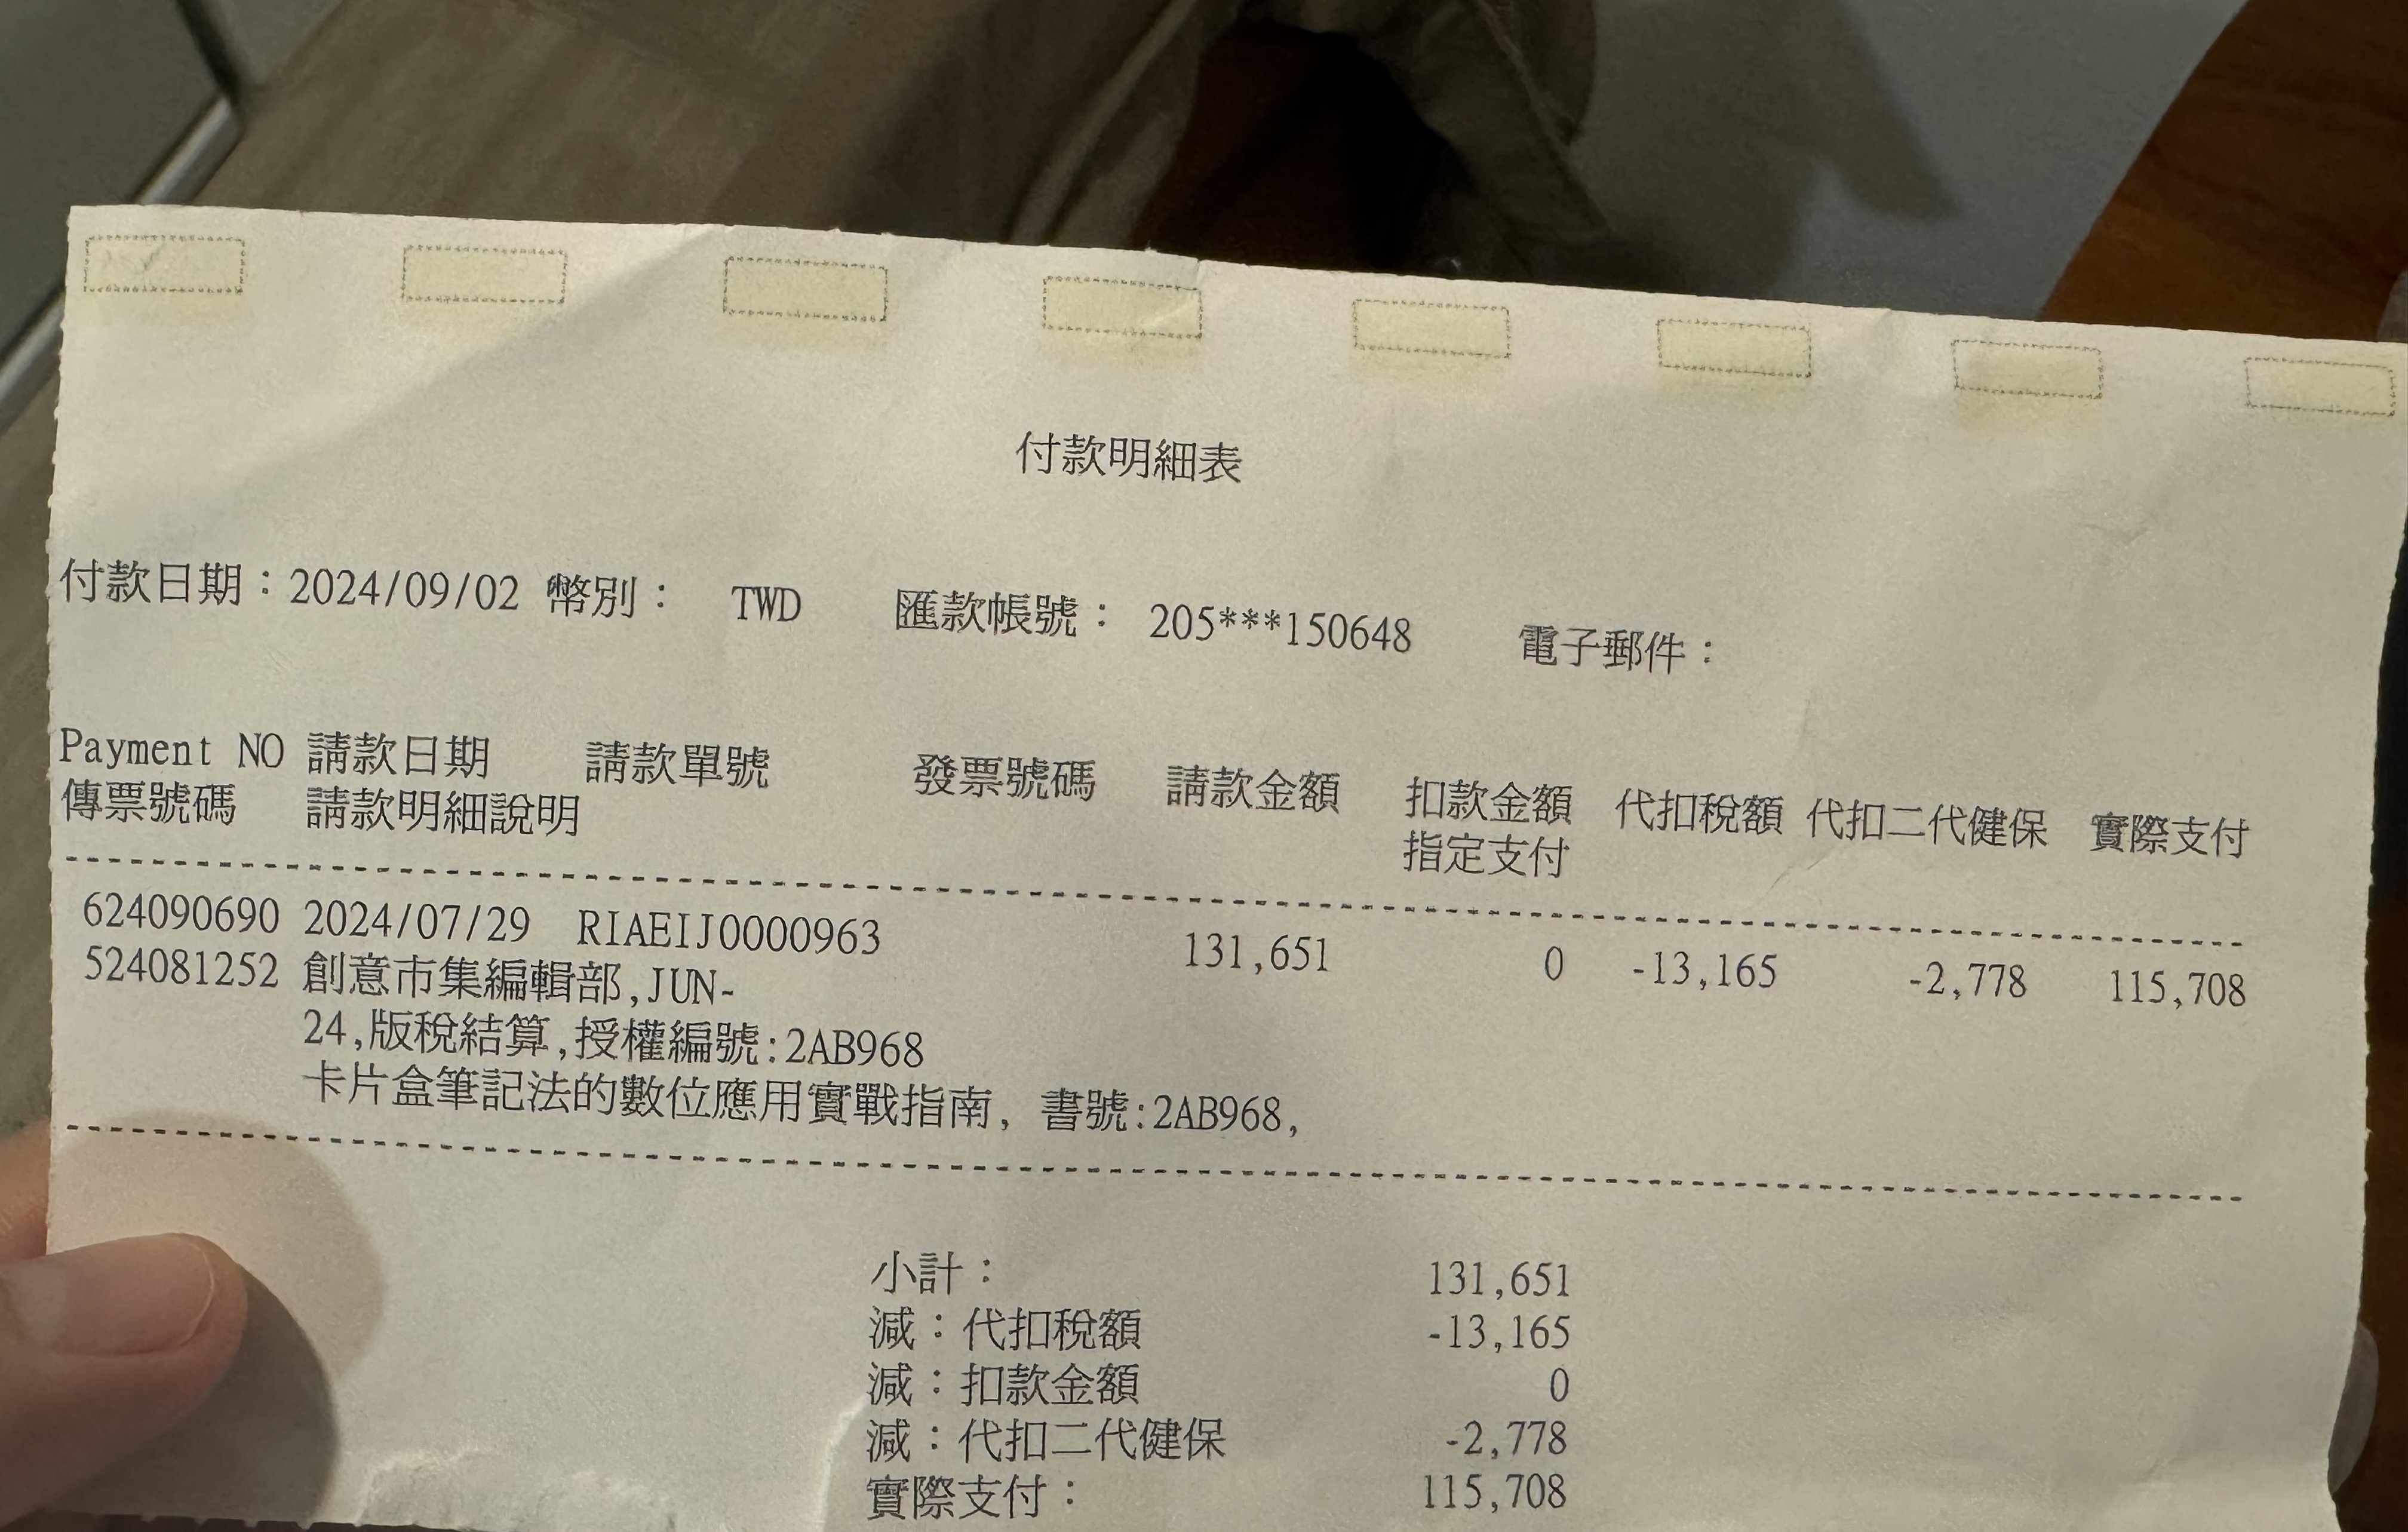 付款明細表
付款日期：2024/09/02 幣別： TWD 匯款帳號： 205***150648 電子郵件：
Payment NO 請款日期 請款單號 發票號碼 請款金額 扣款金額 代扣稅額 代扣二代健保 實際支付
傳票號碼 請款明細說明 指定支付
624090690 2024/07/29 RIAEIJ0000963 131,651 0 -13,165 -2,778 115,708
524081252 創意市集編輯部,JUN-
24,版稅結算,授權編號:2AB968
卡片盒筆記法的數位應用實戰指南, 書號:2AB968,
小計： 131,651
減：代扣稅額 -13,165
減：扣款金額 0
減：代扣二代健保 -2,778
實際支付： 115,708